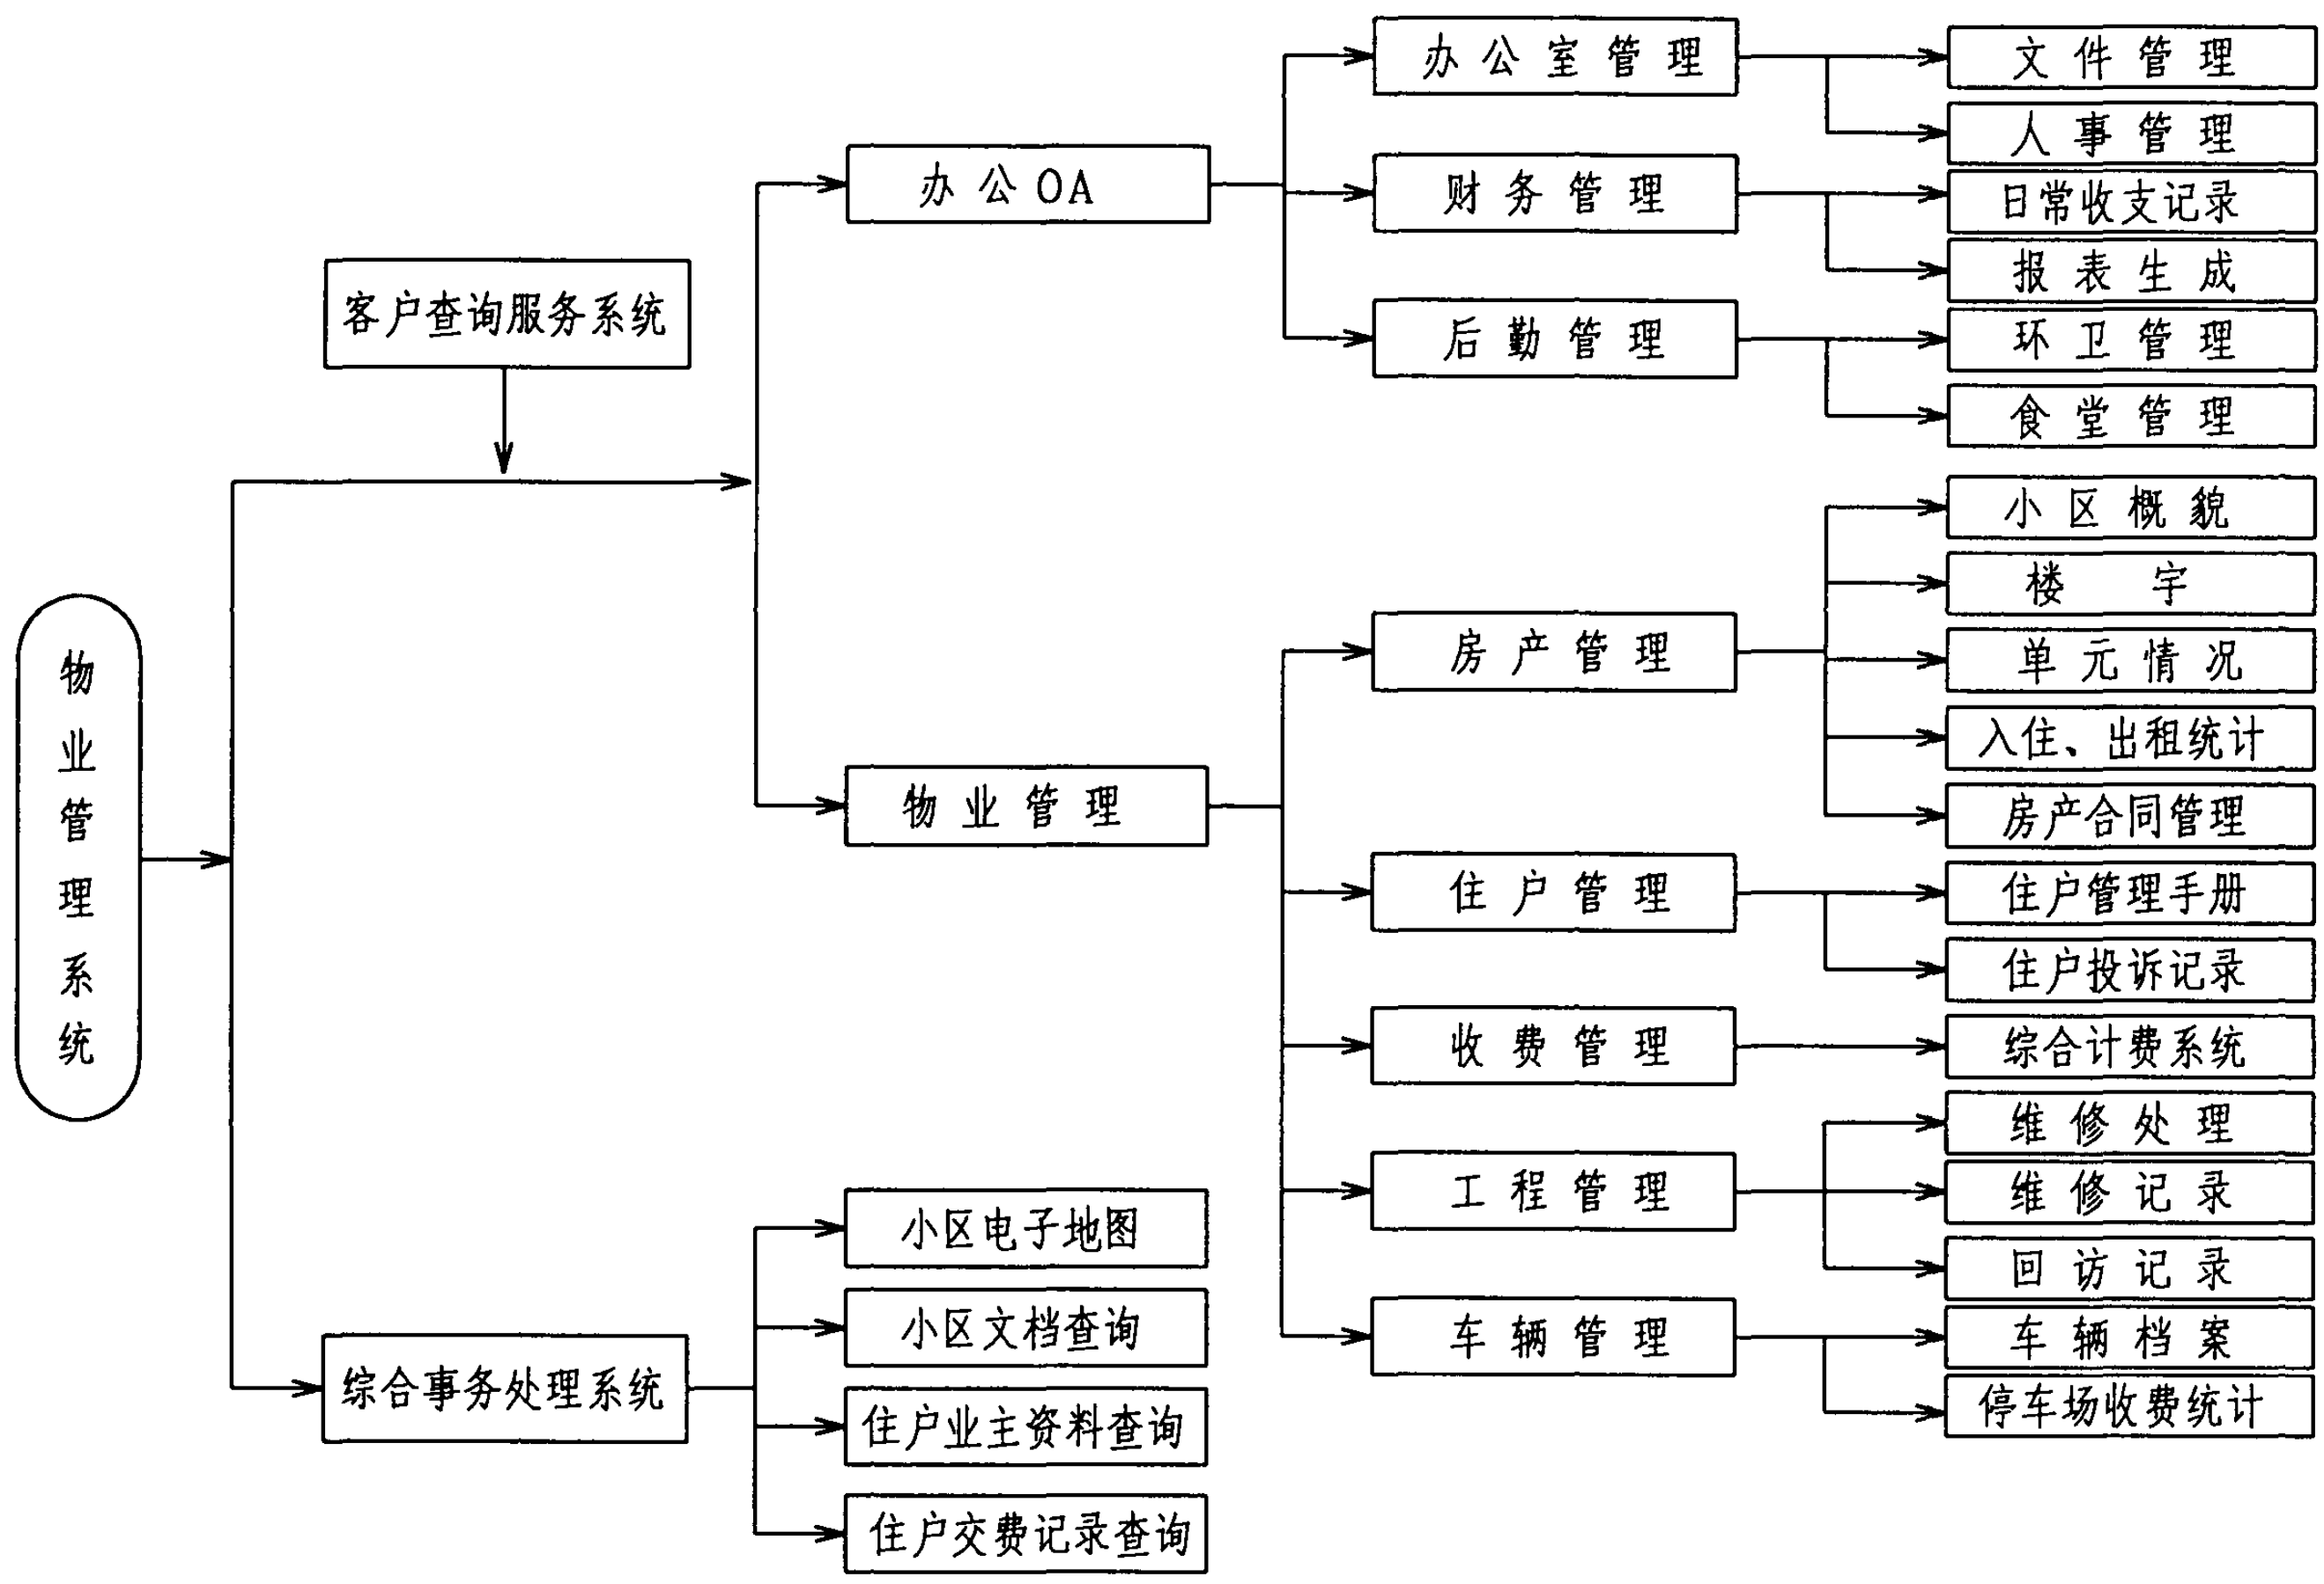 物业管理系统
客户查询服务系统
综合事务处理系统
办公OA
物业管理
小区电子地图
小区文档查询
住户业主资料查询
住户交费记录查询
办公室管理
财务管理
后勤管理
房产管理
住户管理
收费管理
工程管理
车辆管理
文件管理
人事管理
日常收支记录
报表生成
环卫管理
食堂管理
小区概貌
楼宇
单元情况
入住、出租统计
房产合同管理
住户管理手册
住户投诉记录
综合计费系统
维修处理
维修记录
回访记录
车辆档案
停车场收费统计